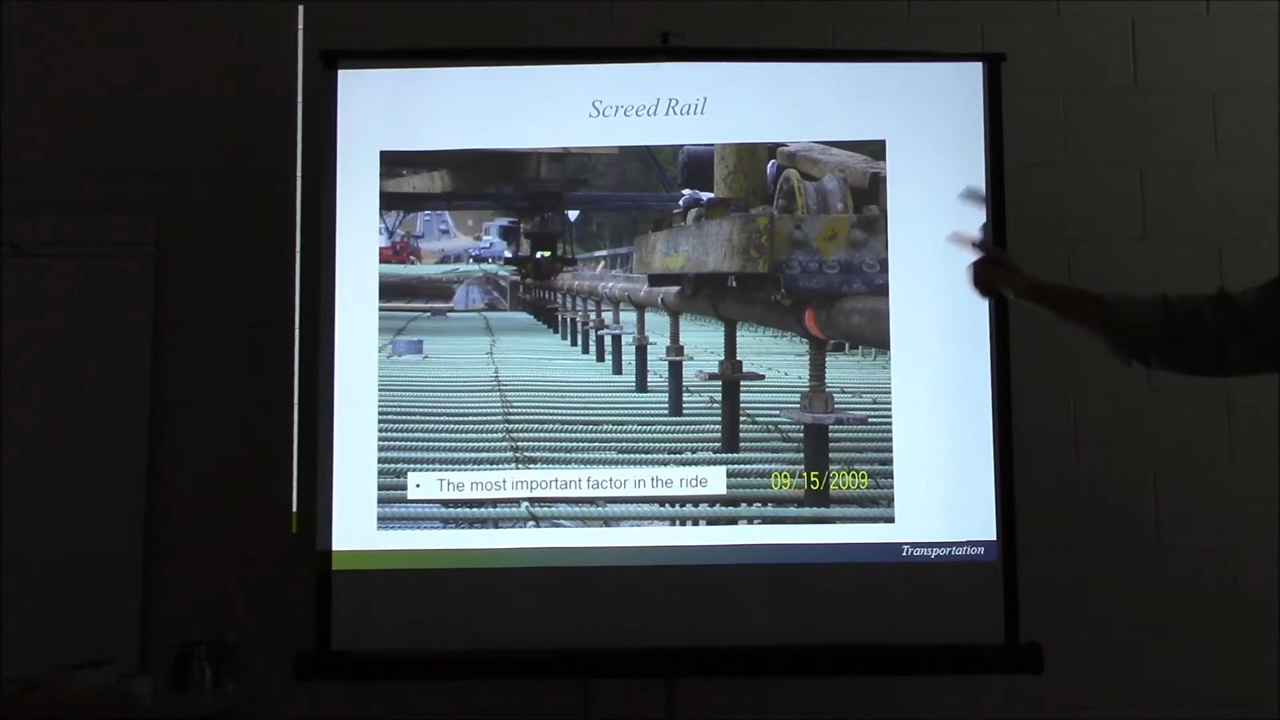 Screed Rail
• The most important factor in the ride
09/15/2009
Transportation